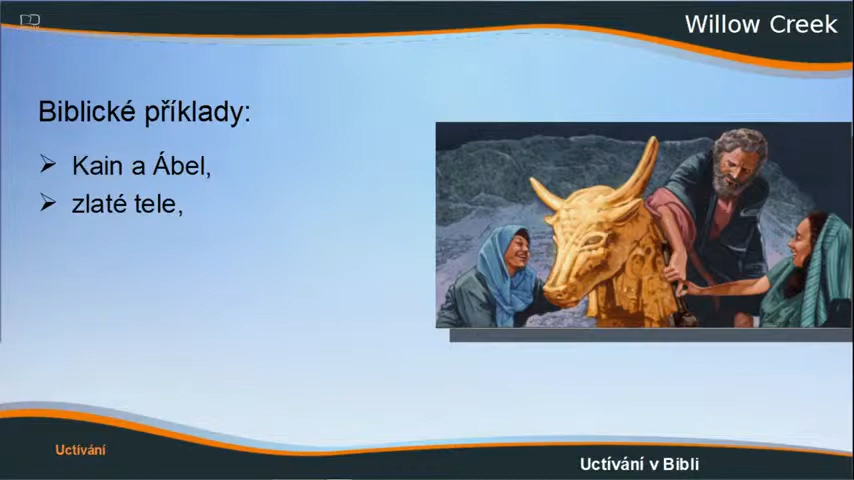 Willow Creek
Biblické příklady:
Kain a Ábel,
zlaté tele,
Uctívání
Uctívání v Bibli